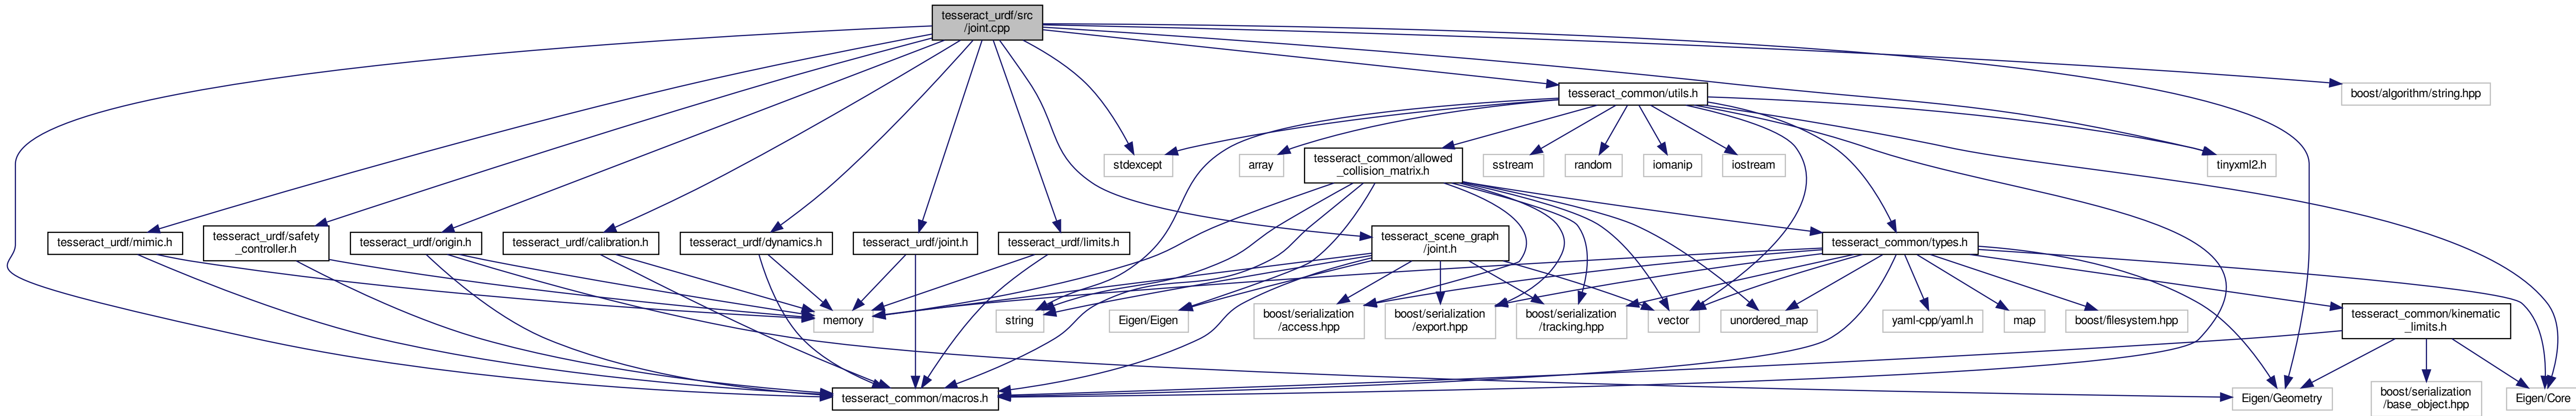 tesseract_urdf/src
/joint.cpp
tesseract_common/utils.h
boost/algorithm/string.hpp
stdexcept
array
tesseract_common/allowed
_collision_matrix.h
sstream
random
iomanip
iostream
tinyxml2.h
tesseract_urdf/mimic.h
tesseract_urdf/safety
_controller.h
tesseract_urdf/origin.h
tesseract_urdf/calibration.h
tesseract_urdf/dynamics.h
tesseract_urdf/joint.h
tesseract_urdf/limits.h
tesseract_scene_graph
/joint.h
tesseract_common/types.h
memory
string
Eigen/Eigen
boost/serialization
/access.hpp
boost/serialization
/export.hpp
boost/serialization
/tracking.hpp
vector
unordered_map
yaml-cpp/yaml.h
map
boost/filesystem.hpp
tesseract_common/kinematic
_limits.h
tesseract_common/macros.h
Eigen/Geometry
boost/serialization
/base_object.hpp
Eigen/Core